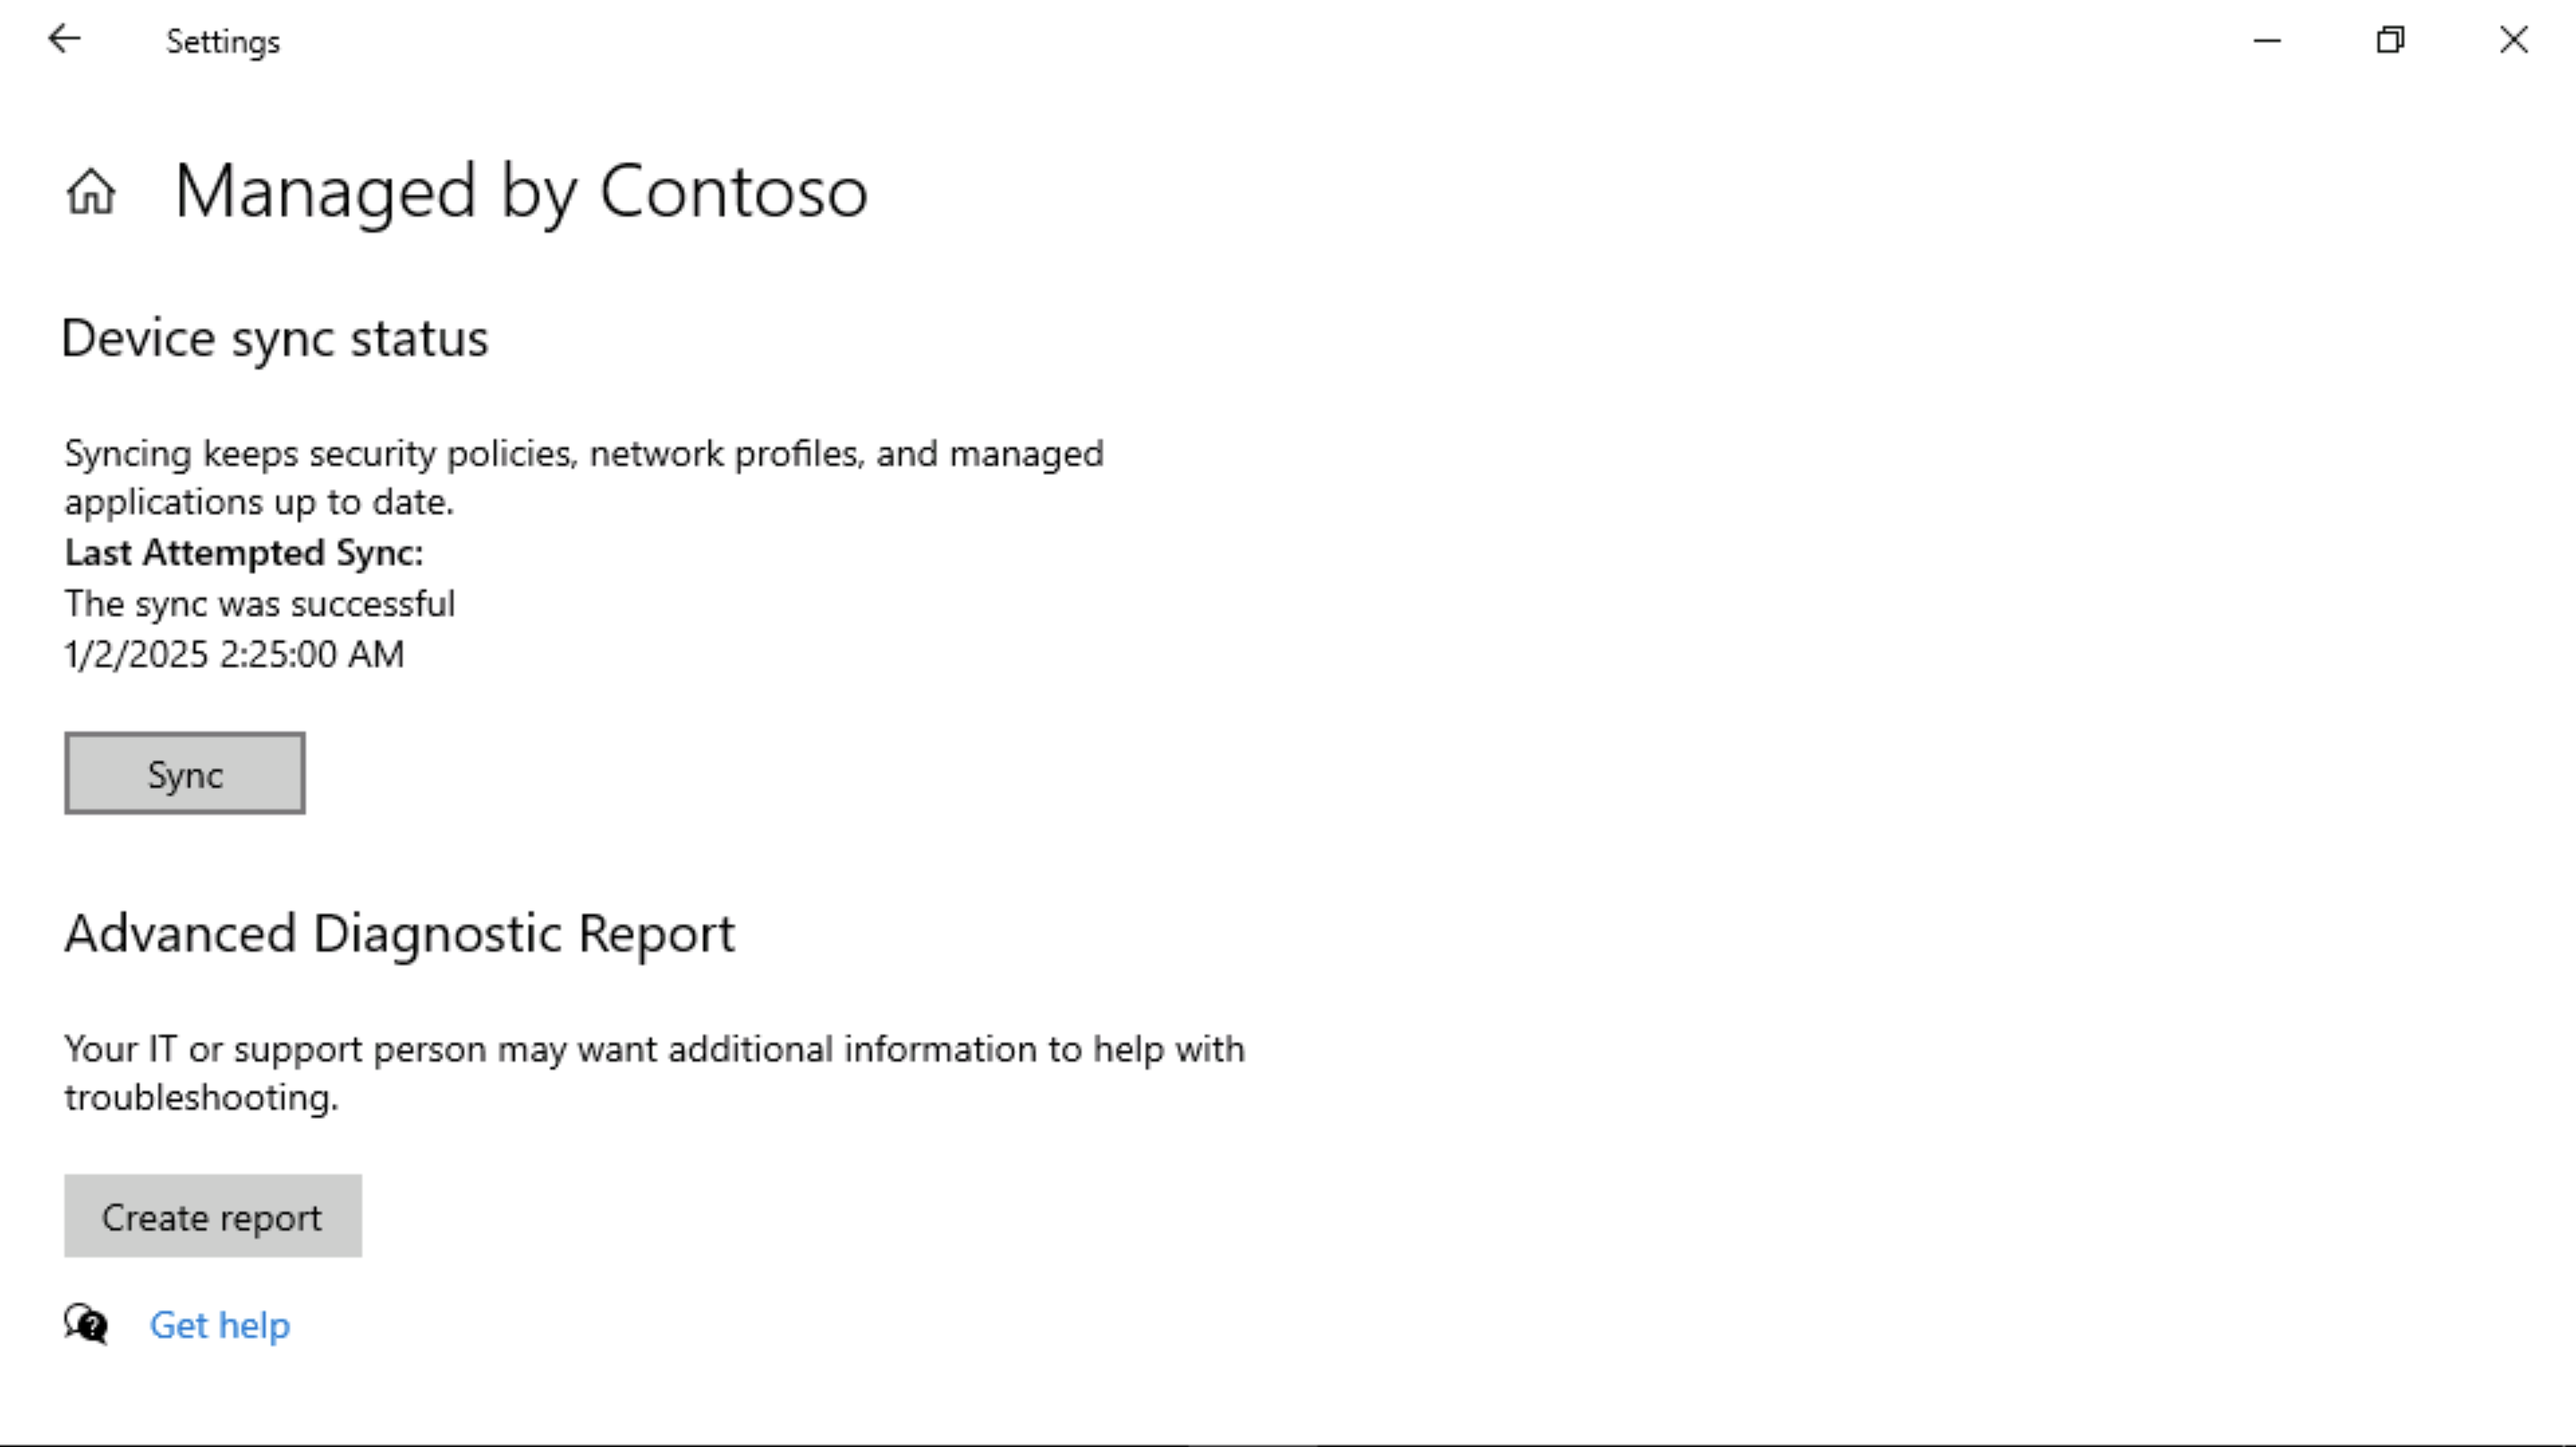 Settings
Managed by Contoso
Device sync status
Syncing keeps security policies, network profiles, and managed
applications up to date.
Last Attempted Sync:
The sync was successful
1/2/2025 2:25:00 AM
Sync
Advanced Diagnostic Report
Your IT or support person may want additional information to help with
troubleshooting.
Create report
Get help